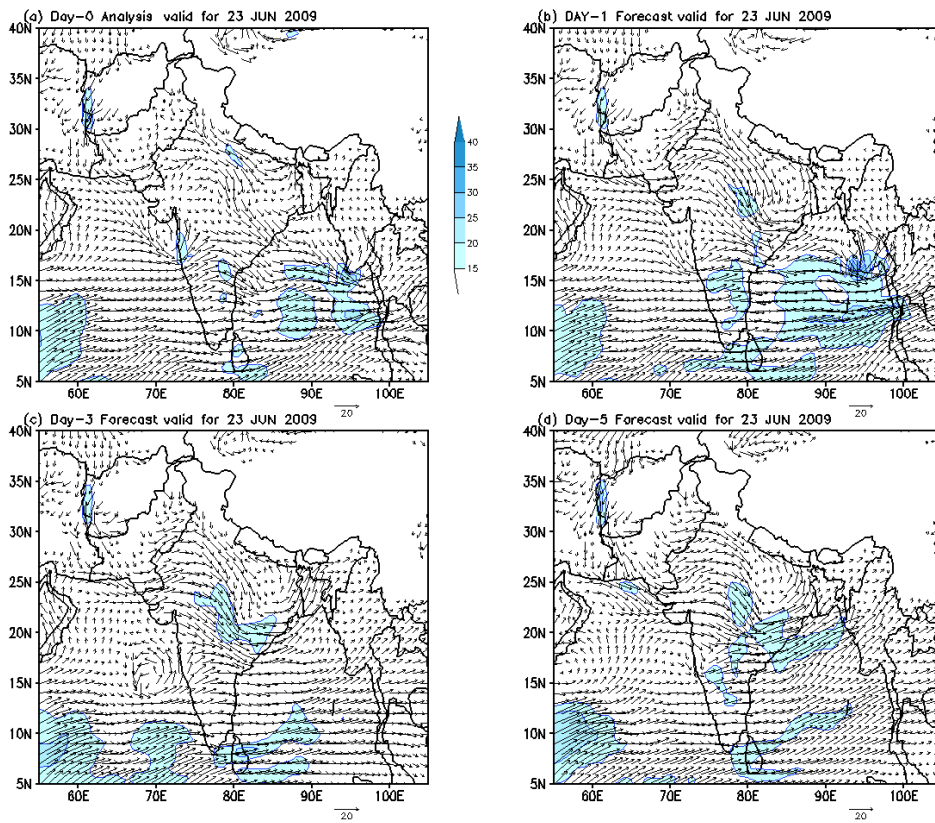 (a) Day-0 Analysis valid for 23 JUN 2009
40N
35N
30N
25N
20N
15N
10N
5N
60E 70E 80E 90E 100E
20
40
35
30
25
20
15
(b) DAY-1 Forecast valid for 23 JUN 2009
40N
35N
30N
25N
20N
15N
10N
5N
60E 70E 80E 90E 100E
20
(c) Day-3 Forecast valid for 23 JUN 2009
40N
35N
30N
25N
20N
15N
10N
5N
60E 70E 80E 90E 100E
20
(d) Day-5 Forecast valid for 23 JUN 2009
40N
35N
30N
25N
20N
15N
10N
5N
60E 70E 80E 90E 100E
20